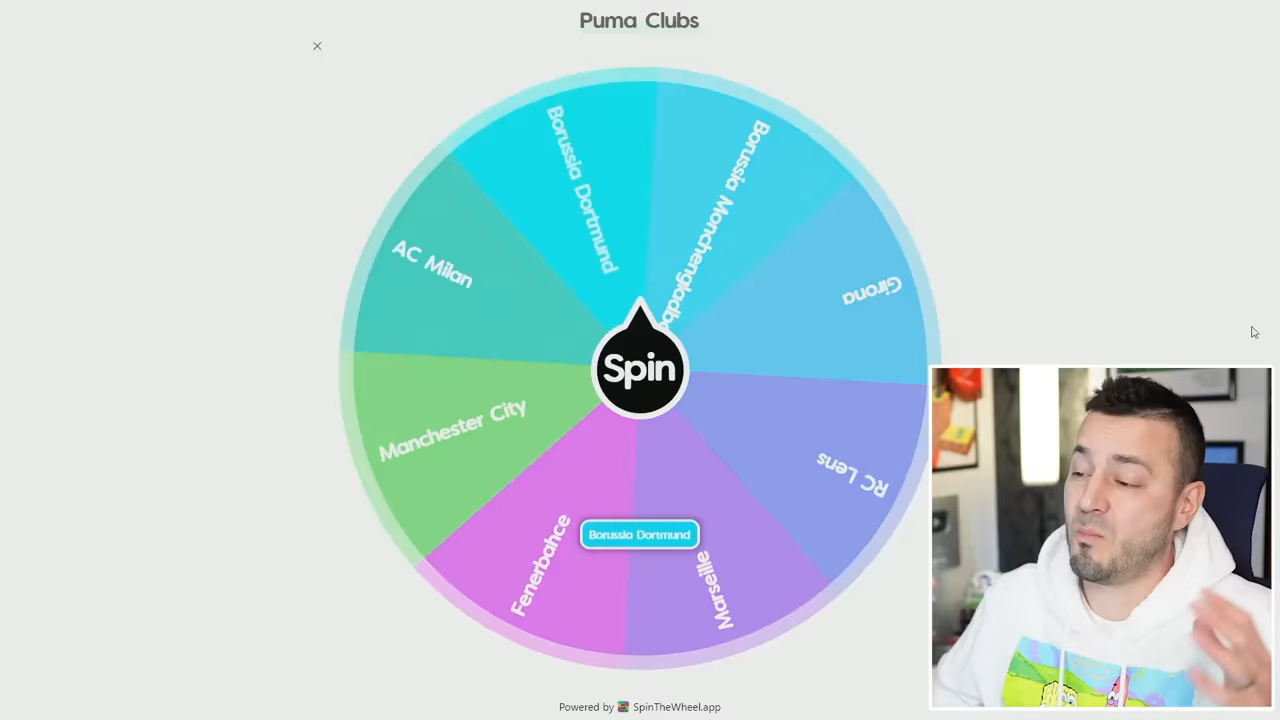 Puma Clubs
Borussia Dortmund
Borussia Monchengladb
AC Milan
Girona
Manchester City
RC Lens
Fenerbahce
Marseille
Borussia Dortmund
Spin
Powered by SpinTheWheel.app